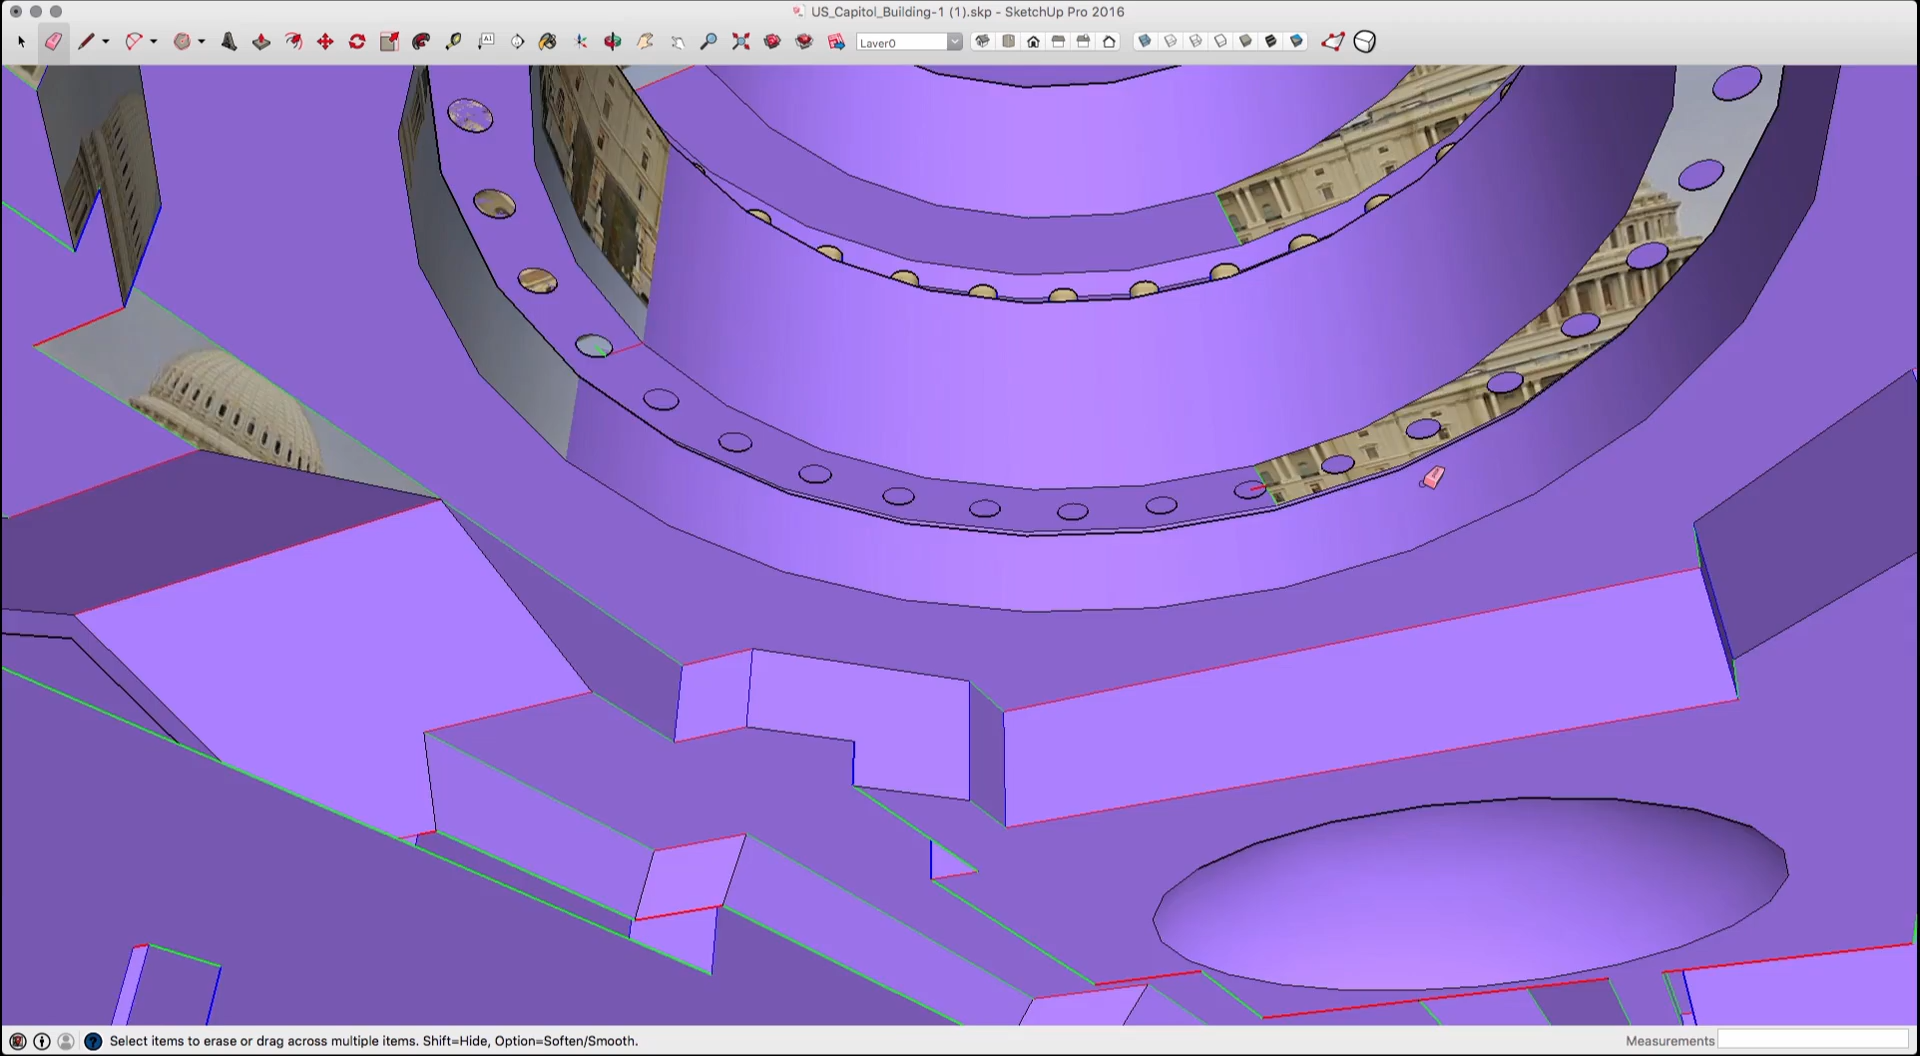 US_Capitol_Building-1 (1).skp - SketchUp Pro 2016
Layer0
Select items to erase or drag across multiple items. Shift=Hide, Option=Soften/Smooth.
Measurements